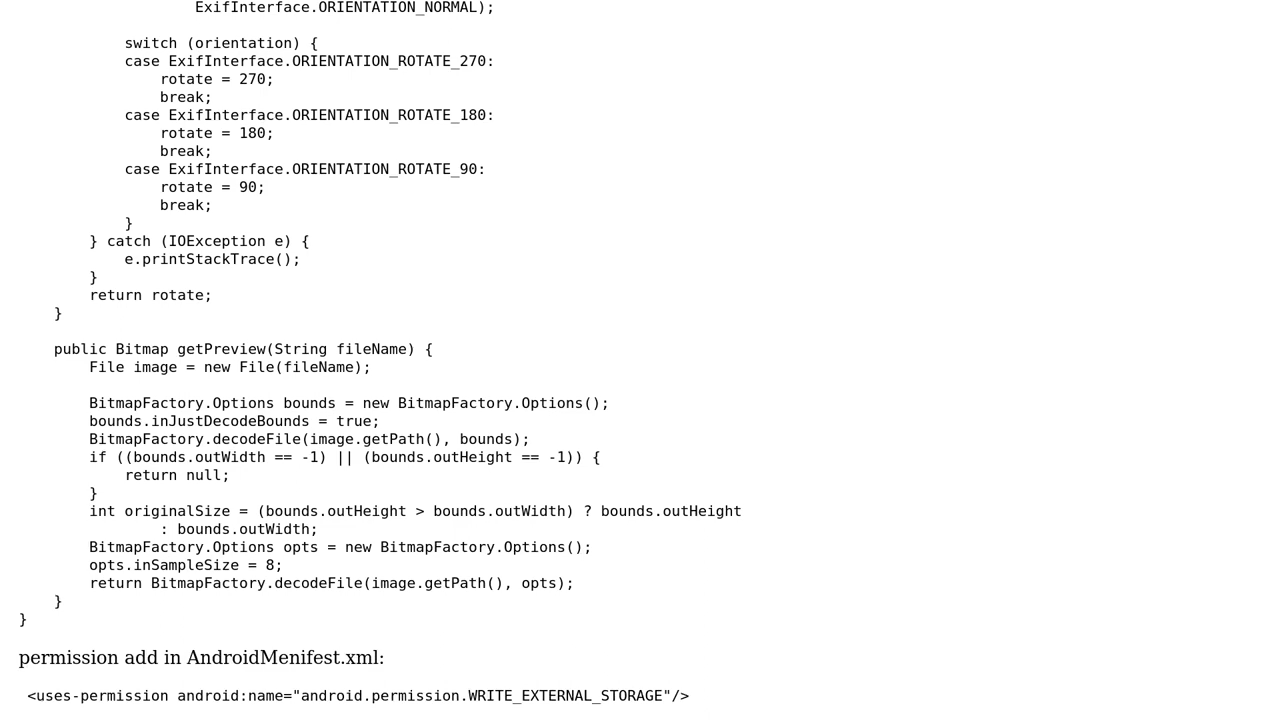 ExifInterface.ORIENTATION_NORMAL);

            switch (orientation) {
            case ExifInterface.ORIENTATION_ROTATE_270:
                rotate = 270;
                break;
            case ExifInterface.ORIENTATION_ROTATE_180:
                rotate = 180;
                break;
            case ExifInterface.ORIENTATION_ROTATE_90:
                rotate = 90;
                break;
            }
        } catch (IOException e) {
            e.printStackTrace();
        }
        return rotate;
    }

    public Bitmap getPreview(String fileName) {
        File image = new File(fileName);

        BitmapFactory.Options bounds = new BitmapFactory.Options();
        bounds.inJustDecodeBounds = true;
        BitmapFactory.decodeFile(image.getPath(), bounds);
        if ((bounds.outWidth == -1) || (bounds.outHeight == -1)) {
            return null;
        }
        int originalSize = (bounds.outHeight > bounds.outWidth) ? bounds.outHeight
                : bounds.outWidth;
        BitmapFactory.Options opts = new BitmapFactory.Options();
        opts.inSampleSize = 8;
        return BitmapFactory.decodeFile(image.getPath(), opts);
    }
}
permission add in AndroidMenifest.xml:
 <uses-permission android:name="android.permission.WRITE_EXTERNAL_STORAGE"/>